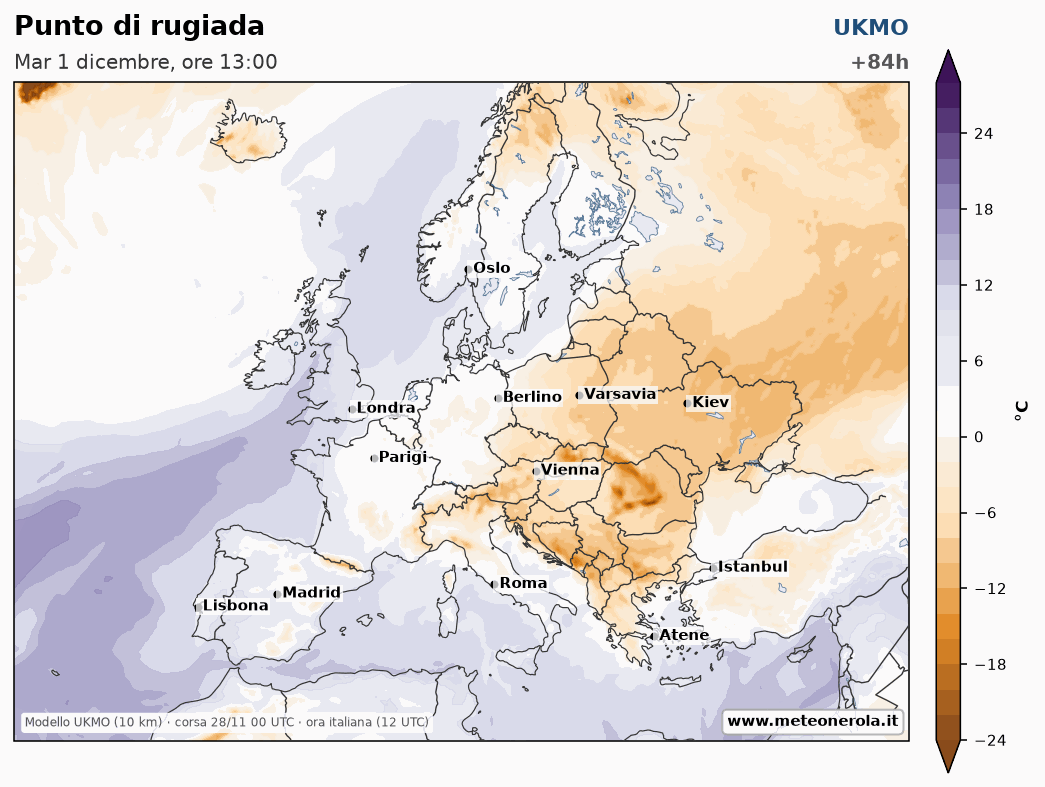 Punto di rugiada
UKMO
Mar 1 dicembre, ore 13:00
+84h
24
18
12
6
0
−6
−12
−18
−24
°C
Oslo
Berlino
Varsavia
Kiev
Londra
Parigi
Vienna
Istanbul
Roma
Madrid
Lisbona
Atene
Modello UKMO (10 km) · corsa 28/11 00 UTC · ora italiana (12 UTC)
www.meteonerola.it